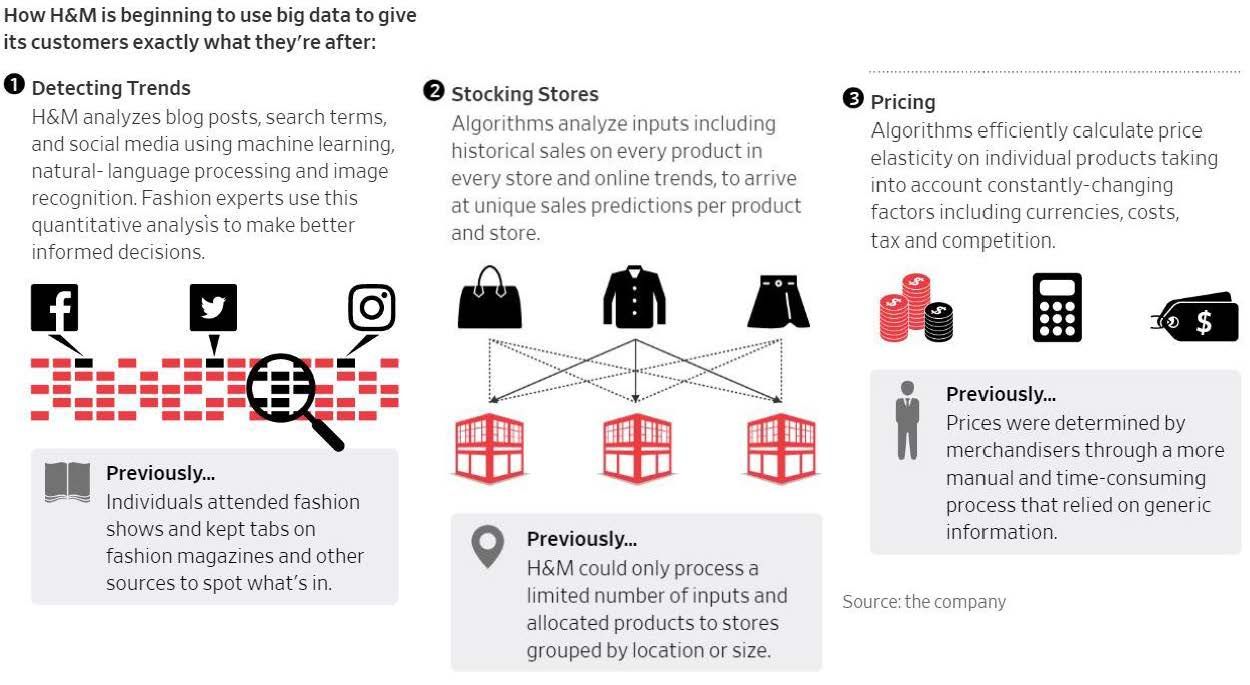 How H&M is beginning to use big data to give
its customers exactly what they're after:
1 Detecting Trends
H&M analyzes blog posts, search terms,
and social media using machine learning,
natural- language processing and image
recognition. Fashion experts use this
quantitative analysis to make better
informed decisions.
Previously...
Individuals attended fashion
shows and kept tabs on
fashion magazines and other
sources to spot what's in.
2 Stocking Stores
Algorithms analyze inputs including
historical sales on every product in
every store and online trends, to arrive
at unique sales predictions per product
and store.
Previously...
H&M could only process a
limited number of inputs and
allocated products to stores
grouped by location or size.
3 Pricing
Algorithms efficiently calculate price
elasticity on individual products taking
into account constantly-changing
factors including currencies, costs,
tax and competition.
$ $ $
$
Previously...
Prices were determined by
merchandisers through a more
manual and time-consuming
process that relied on generic
information.
Source: the company